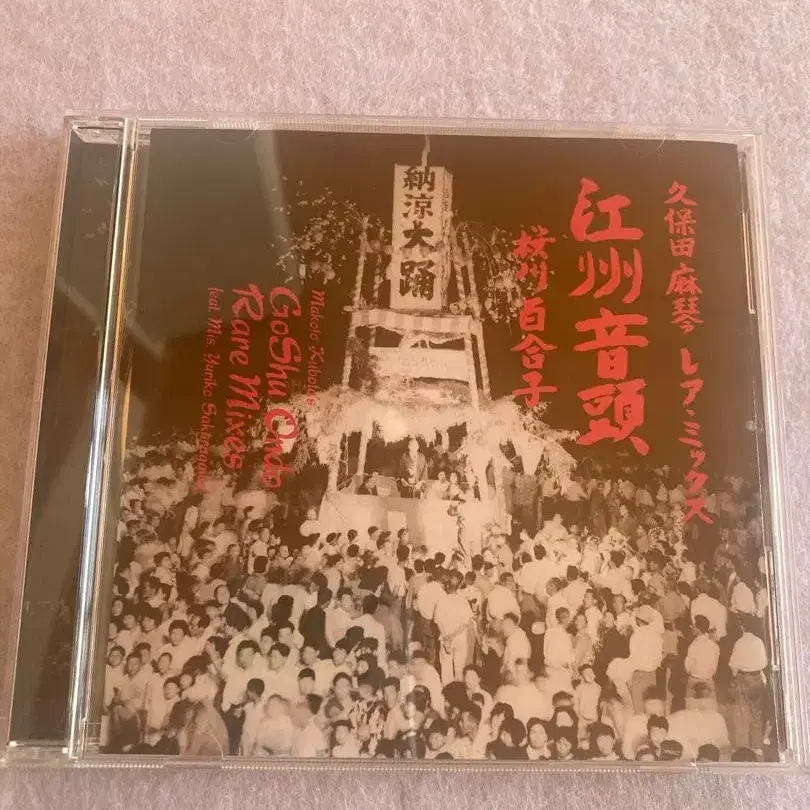 久保田麻琴 レア・ミックス
江州音頭
桜川百合子
納涼大踊
Makoto Kubota's
GoShu Ondo
Rare Mixes
feat. Mis. Yuriko Sakuragawa